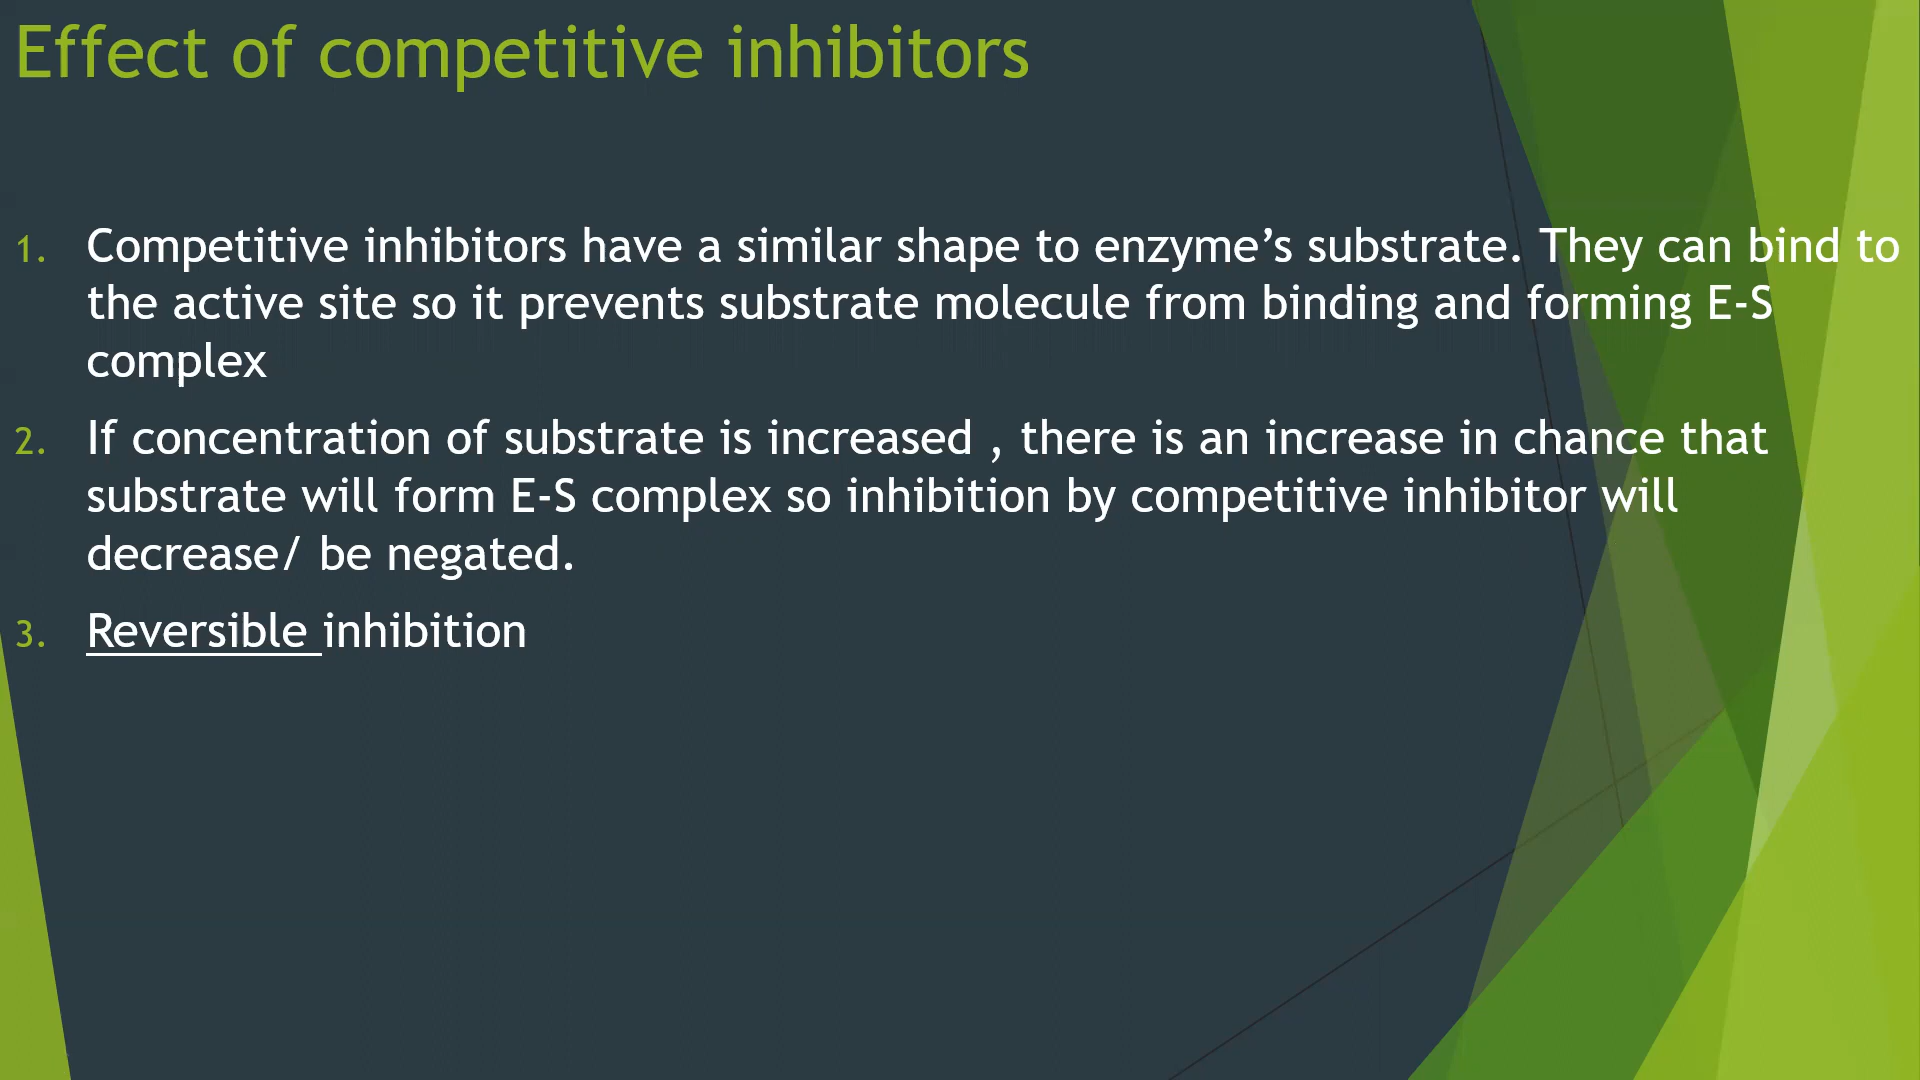 Effect of competitive inhibitors
1. Competitive inhibitors have a similar shape to enzyme’s substrate. They can bind to
the active site so it prevents substrate molecule from binding and forming E-S
complex
2. If concentration of substrate is increased , there is an increase in chance that
substrate will form E-S complex so inhibition by competitive inhibitor will
decrease/ be negated.
3. Reversible inhibition